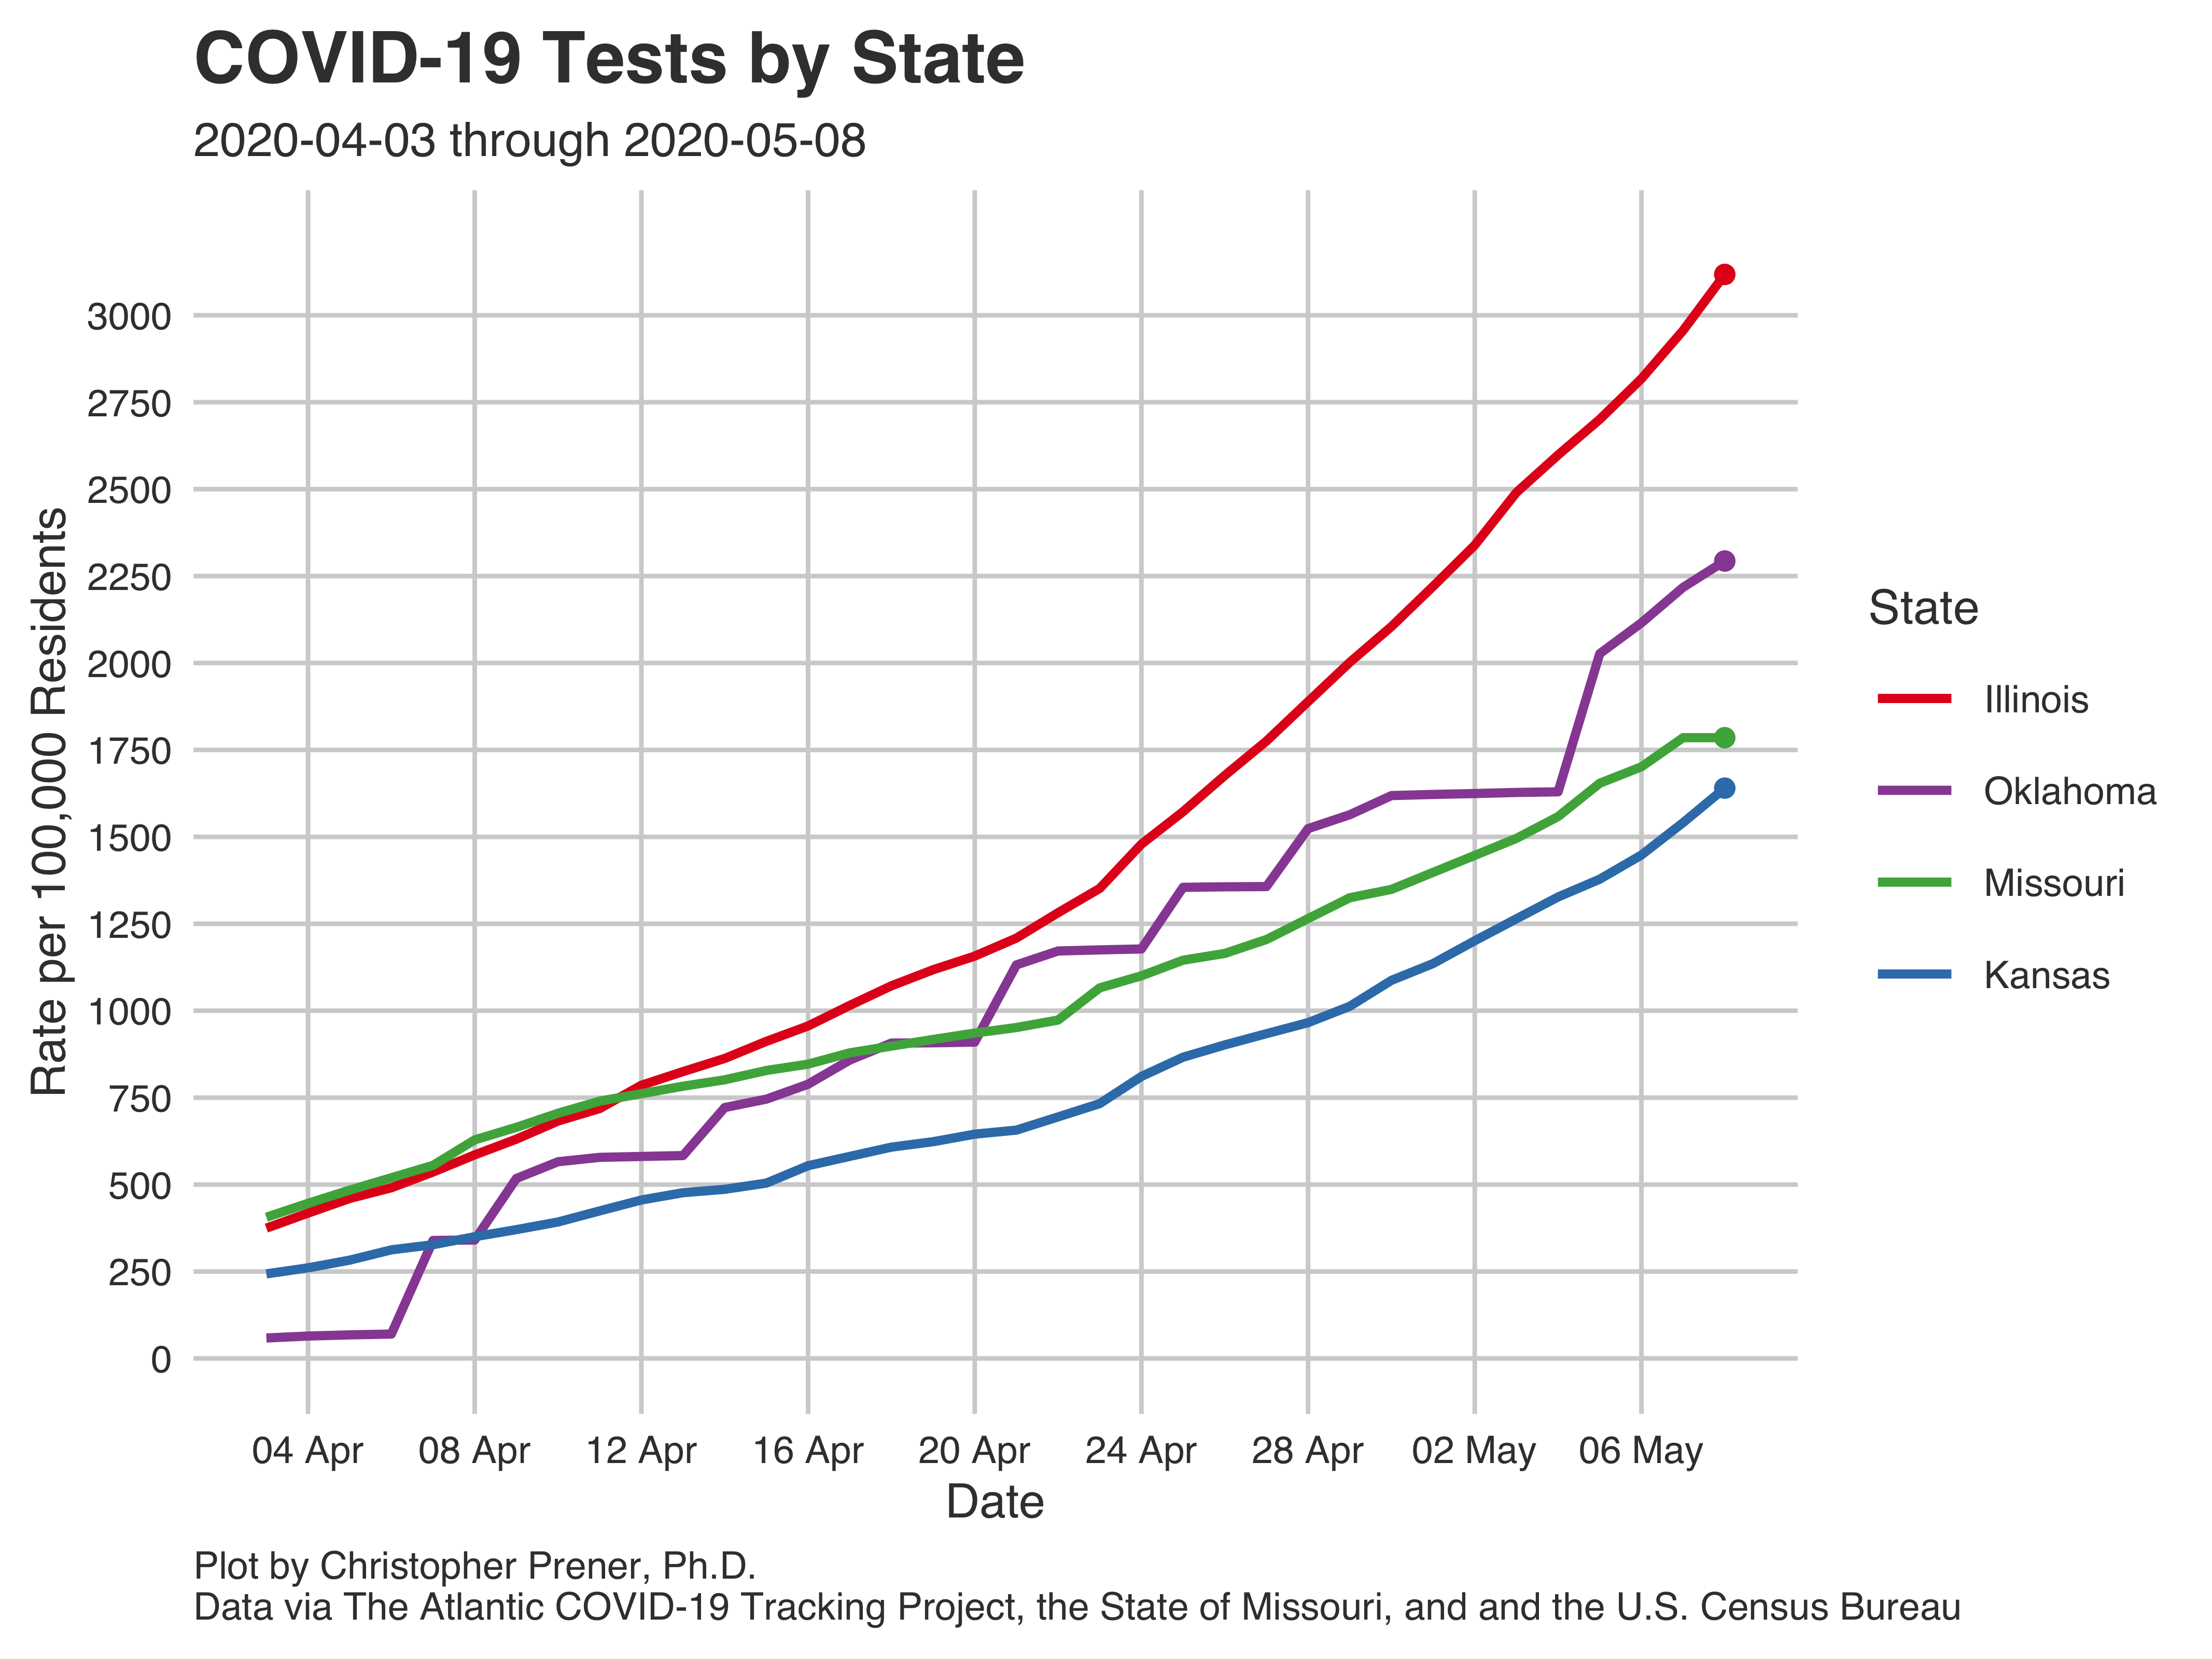 COVID-19 Tests by State
2020-04-03 through 2020-05-08
Rate per 100,000 Residents
3000
2750
2500
2250
2000
1750
1500
1250
1000
750
500
250
0
04 Apr
08 Apr
12 Apr
16 Apr
20 Apr
24 Apr
28 Apr
02 May
06 May
Date
State
Illinois
Oklahoma
Missouri
Kansas
Plot by Christopher Prener, Ph.D.
Data via The Atlantic COVID-19 Tracking Project, the State of Missouri, and and the U.S. Census Bureau